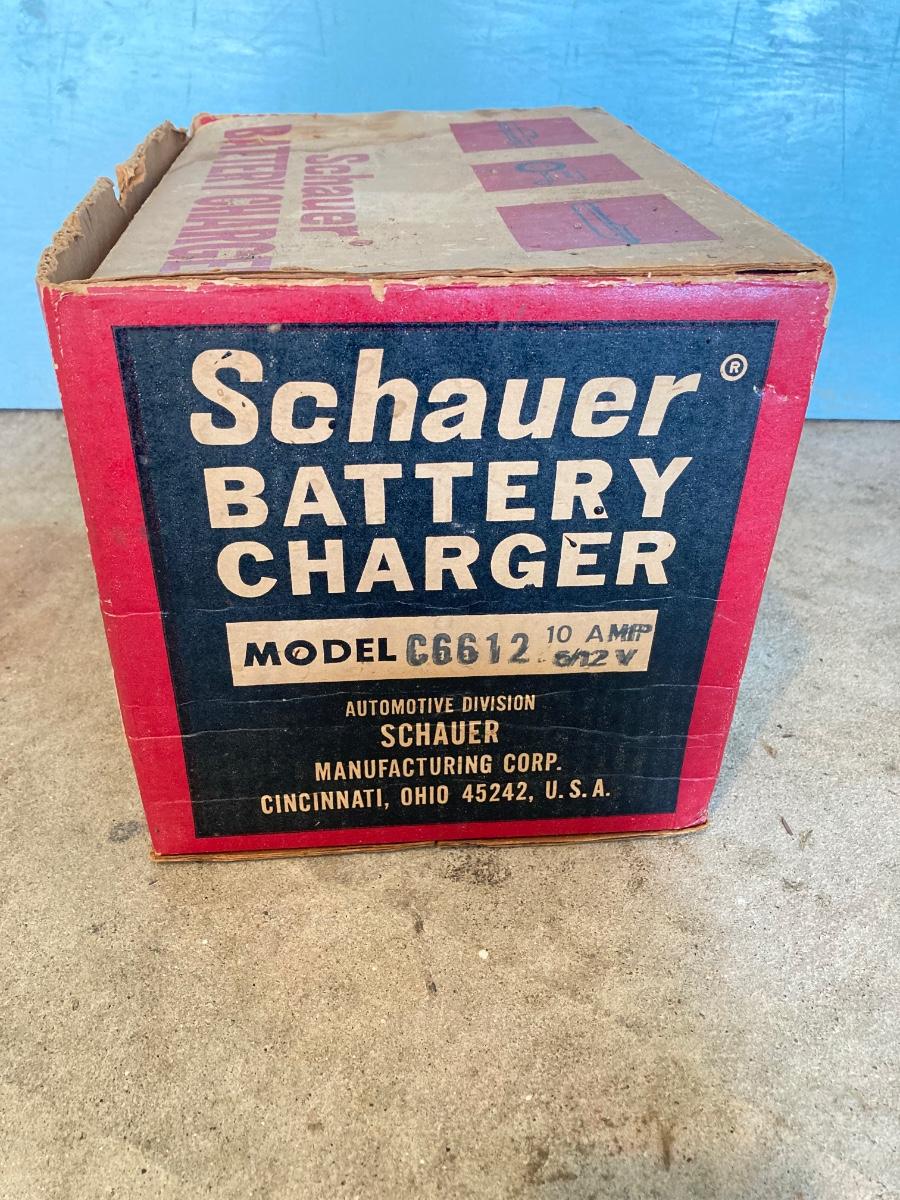 Schauer®
BATTERY CHARGE
Schauer®
BATTERY
CHARGER
MODEL C6612 10 AMP
6/12 V
AUTOMOTIVE DIVISION
SCHAUER
MANUFACTURING CORP.
CINCINNATI, OHIO 45242, U.S.A.